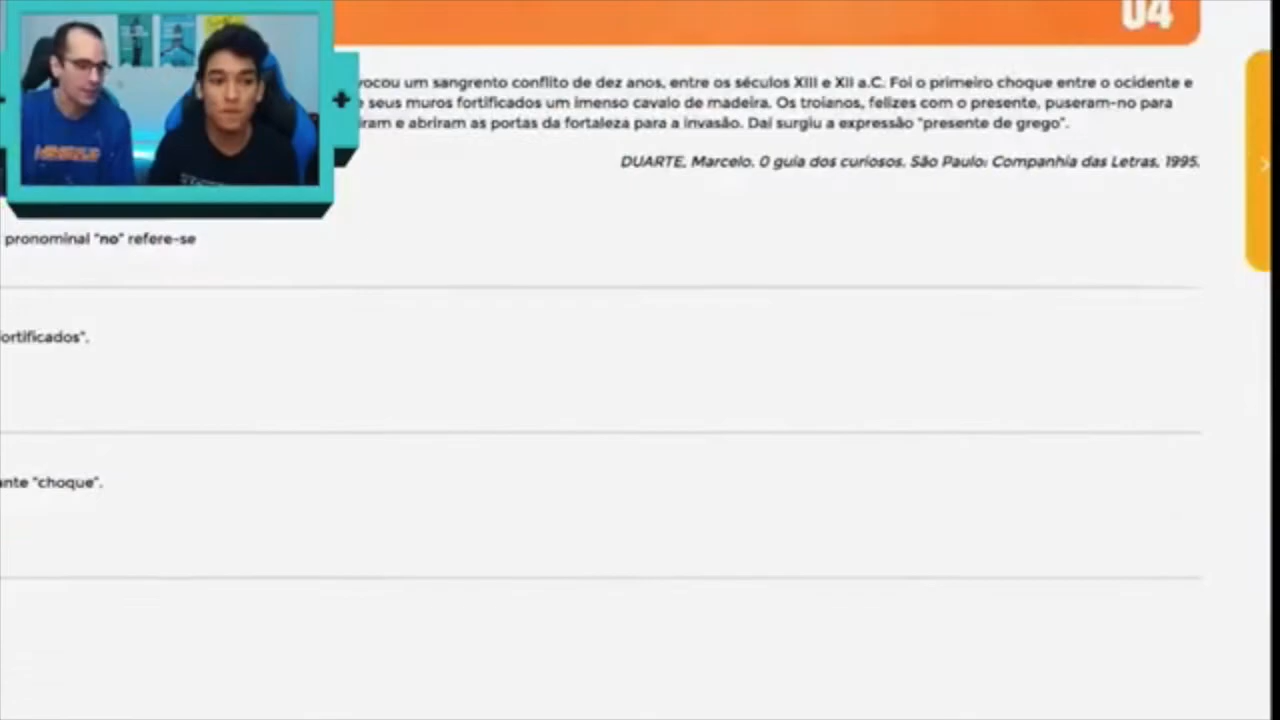 04
vocou um sangrento conflito de dez anos, entre os séculos XIII e XII a.C. Foi o primeiro choque entre o ocidente e
e seus muros fortificados um imenso cavalo de madeira. Os troianos, felizes com o presente, puseram-no para
iram e abriram as portas da fortaleza para a invasão. Daí surgiu a expressão "presente de grego".
DUARTE, Marcelo. O guia dos curiosos. São Paulo: Companhia das Letras, 1995.
pronominal "no" refere-se
ortificados".
ante "choque".